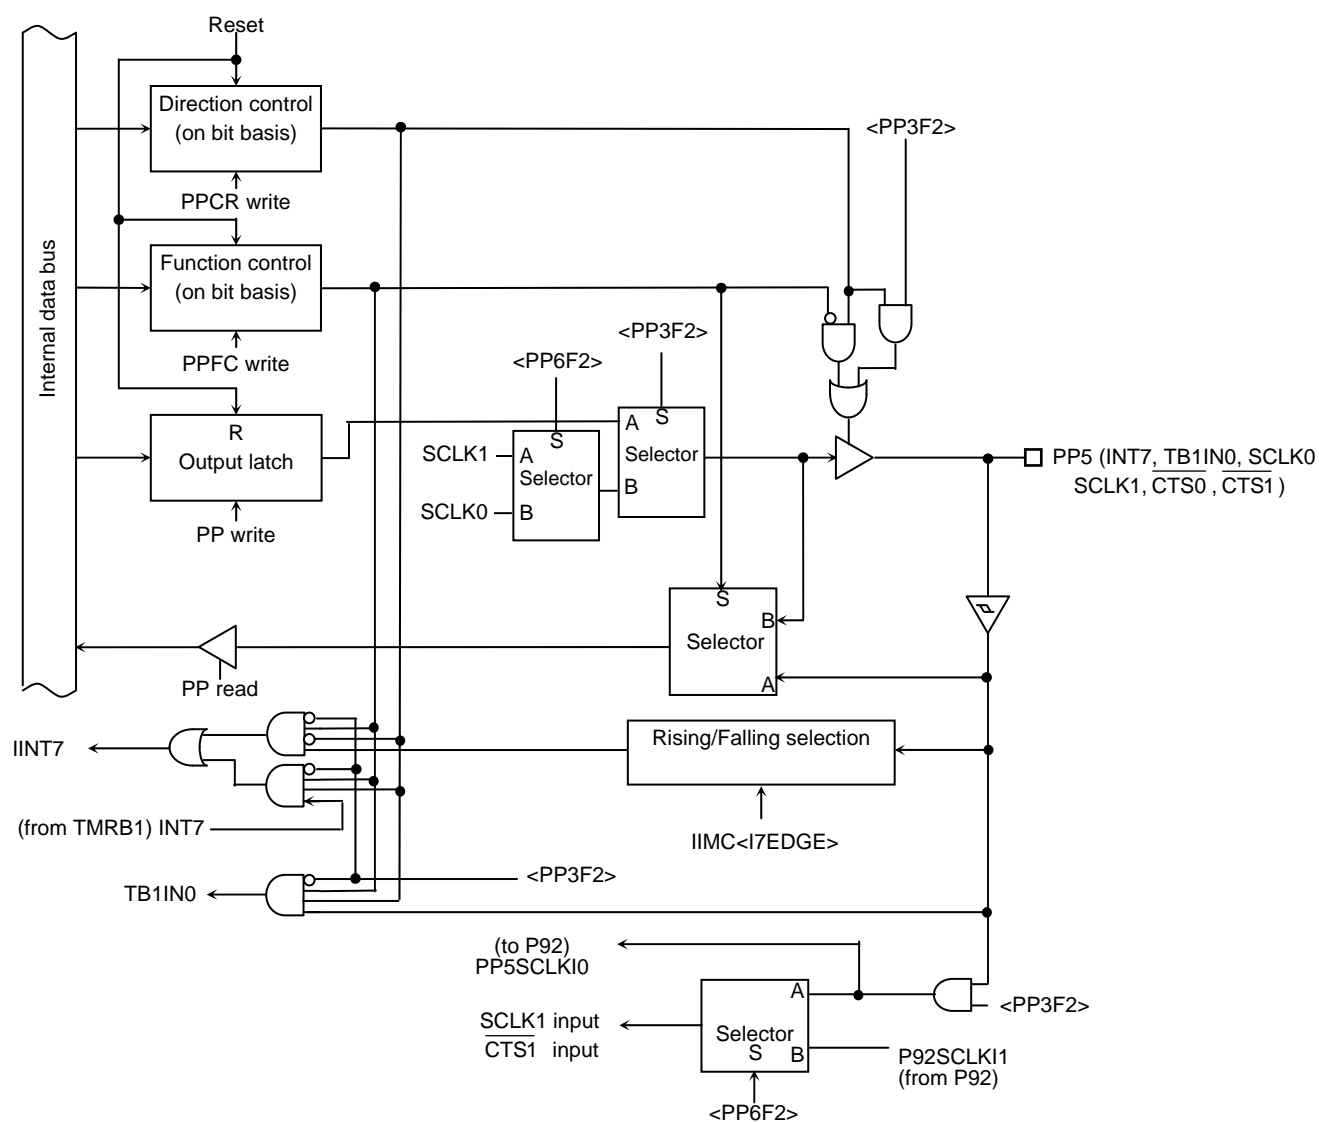 Reset
Direction control
(on bit basis)
<PP3F2>
PPCR write
Internal data bus
Function control
(on bit basis)
<PP3F2>
PPFC write
<PP6F2>
R
Output latch
S
A
Selector
B
S
A
Selector
B
SCLK1
SCLK0
PP5 (INT7, TB1IN0, SCLK0
SCLK1, CTS0 , CTS1 )
PP write
S
B
Selector
A
PP read
Rising/Falling selection
IINT7
(from TMRB1) INT7
IIMC<I7EDGE>
<PP3F2>
TB1IN0
(to P92)
PP5SCLKI0
A
<PP3F2>
SCLK1 input
CTS1 input
Selector
S
B
P92SCLKI1
(from P92)
<PP6F2>